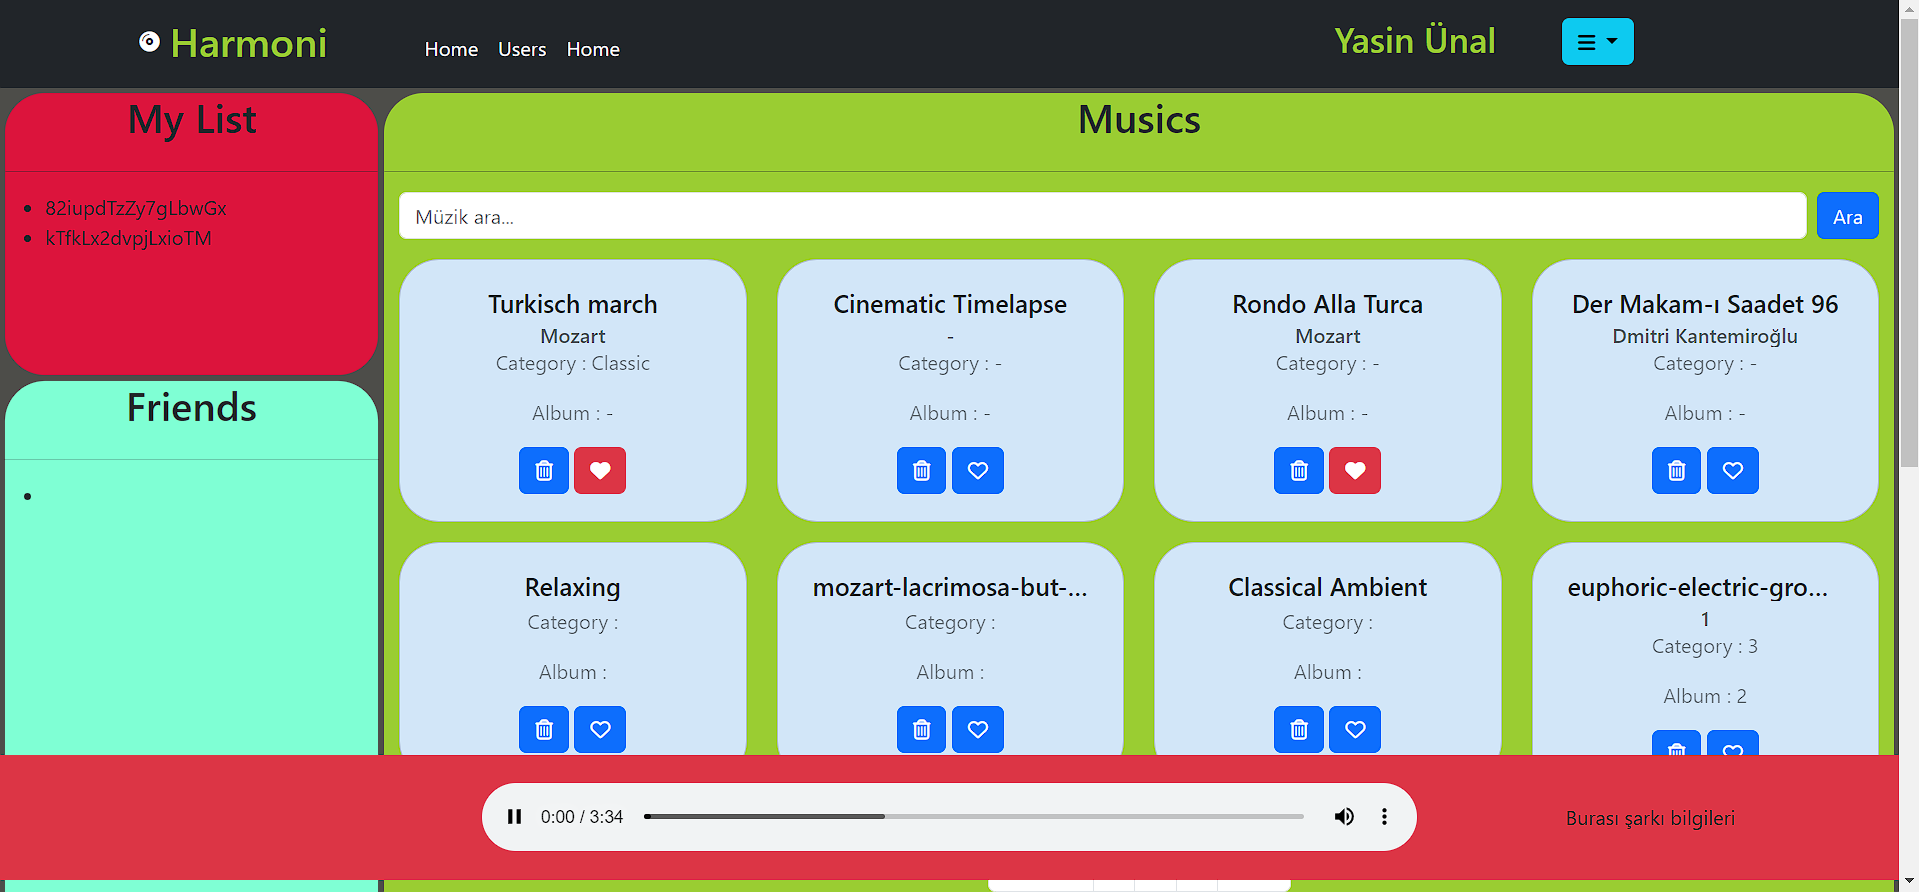 Harmoni
Home Users Home
Yasin Ünal
My List
82iupdTzZy7gLbwGx
kTfkLx2dvpjLxioTM
Friends
Musics
Müzik ara...
Ara
Turkisch march
Mozart
Category : Classic
Album : -
Cinematic Timelapse
-
Category : -
Album : -
Rondo Alla Turca
Mozart
Category : -
Album : -
Der Makam-ı Saadet 96
Dmitri Kantemiroğlu
Category : -
Album : -
Relaxing
Category :
Album :
mozart-lacrimosa-but-...
Category :
Album :
Classical Ambient
Category :
Album :
euphoric-electric-gro...
1
Category : 3
Album : 2
0:00 / 3:34
Burası şarkı bilgileri